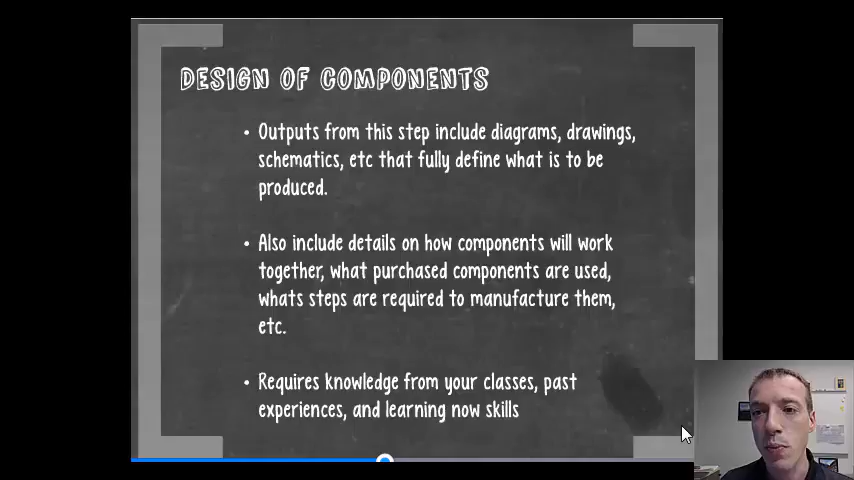 DESIGN OF COMPONENTS
• Outputs from this step include diagrams, drawings,
schematics, etc that fully define what is to be
produced.
• Also include details on how components will work
together, what purchased components are used,
whats steps are required to manufacture them,
etc.
• Requires knowledge from your classes, past
experiences, and learning now skills